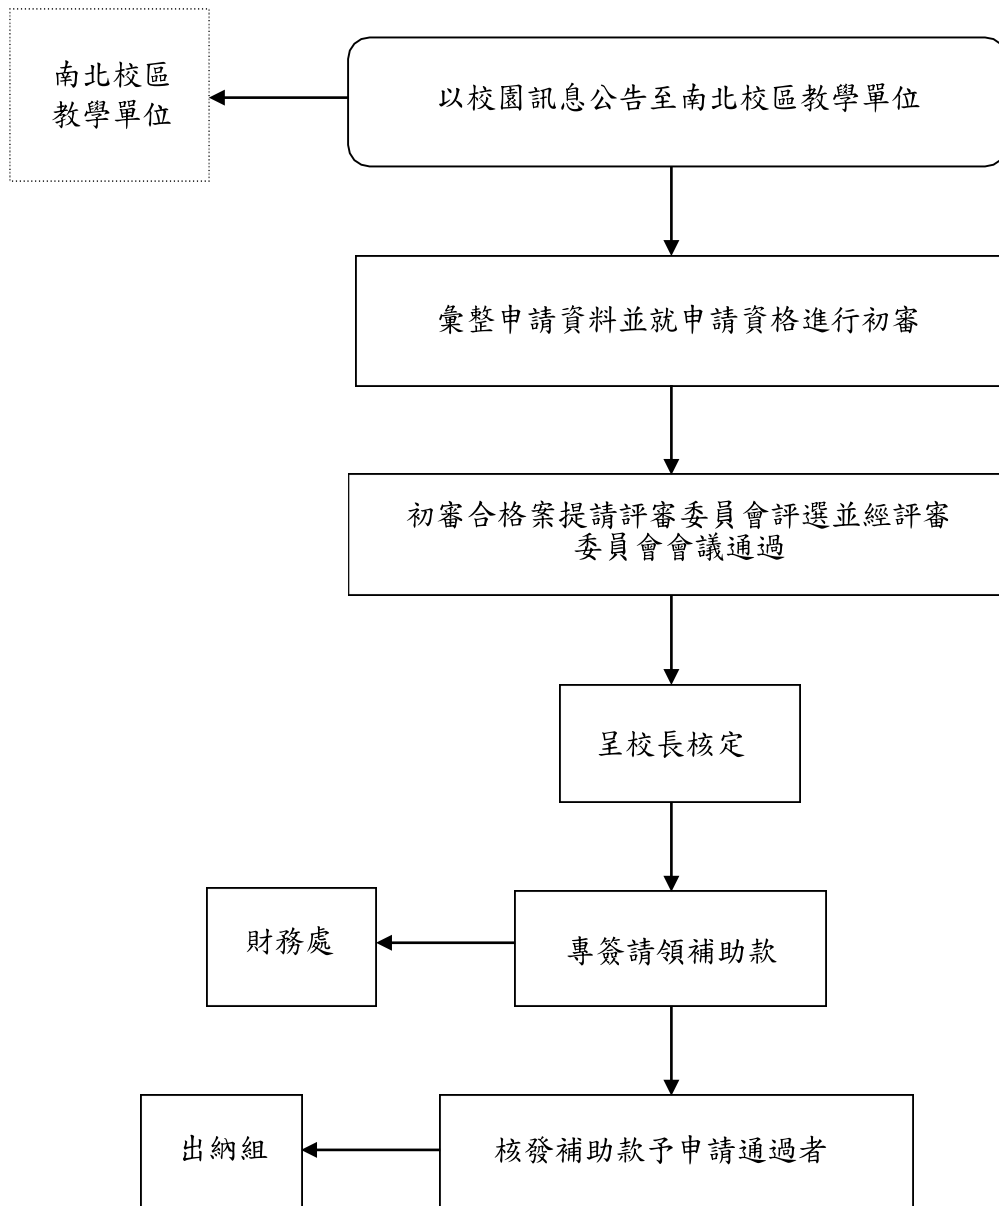 南北校區
教學單位
以校園訊息公告至南北校區教學單位
彙整申請資料並就申請資格進行初審
初審合格案提請評審委員會評選並經評審
委員會會議通過
呈校長核定
財務處
專簽請領補助款
出納組
核發補助款予申請通過者